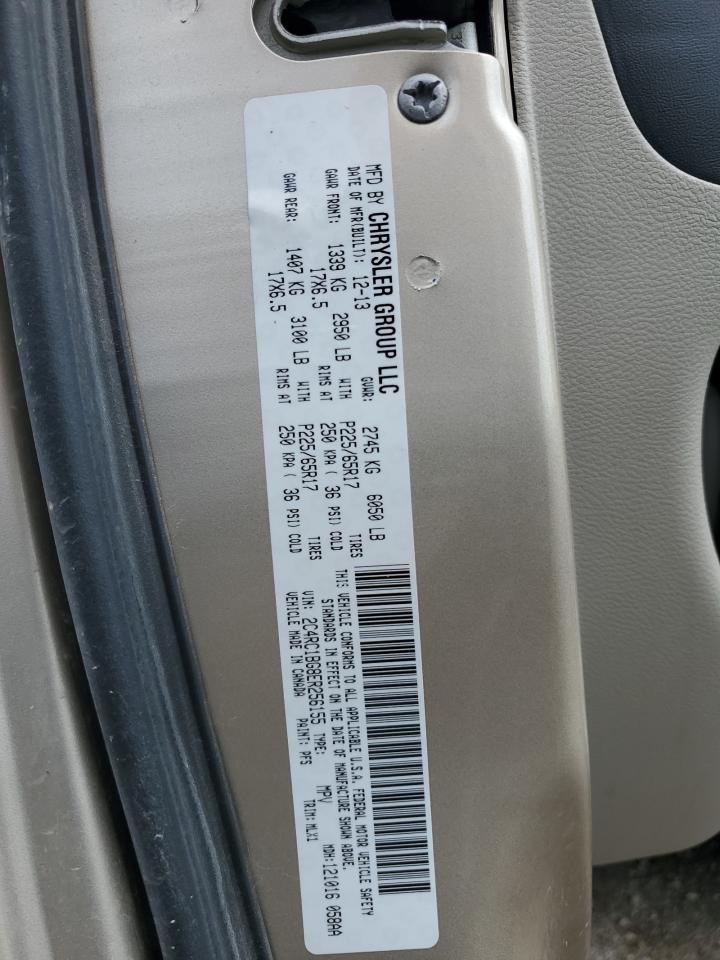 MFD BY CHRYSLER GROUP LLC
DATE OF MFR(BUILT): 12-13 GVWR: 2745 KG 6050 LB
GAWR FRONT: 1339 KG 2950 LB WITH P225/65R17 TIRES
17X6.5 RIMS AT 250 KPA ( 36 PSI) COLD
GAWR REAR: 1407 KG 3100 LB WITH P225/65R17 TIRES
17X6.5 RIMS AT 250 KPA ( 36 PSI) COLD
THIS VEHICLE CONFORMS TO ALL APPLICABLE U.S.A. FEDERAL MOTOR VEHICLE SAFETY
STANDARDS IN EFFECT ON THE DATE OF MANUFACTURE SHOWN ABOVE.
MDH:121016 058AA
VIN: 2C4RC1BG8ER256155 TYPE: MPV
VEHICLE MADE IN CANADA PAINT: PFS TRIM:MLX1